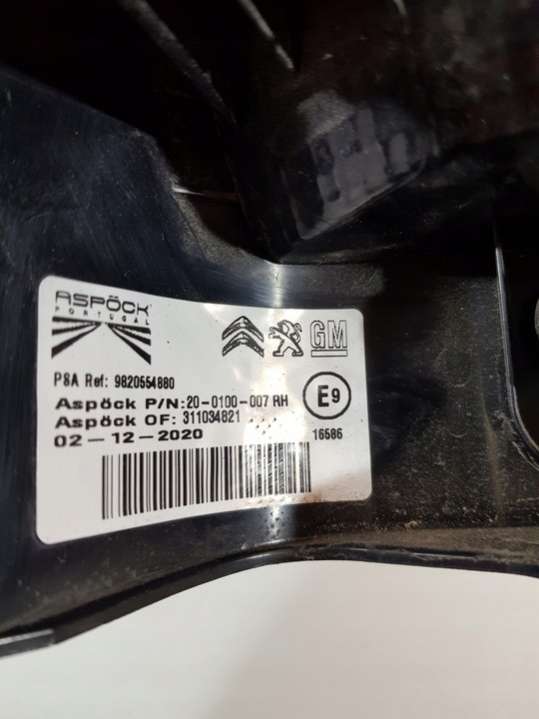 ASPÖCK
PORTUGAL
GM
PSA Ref: 9820554880
Aspöck P/N:20-0100-007 RH
Aspöck OF: 311034821
02-12-2020
E9
16586